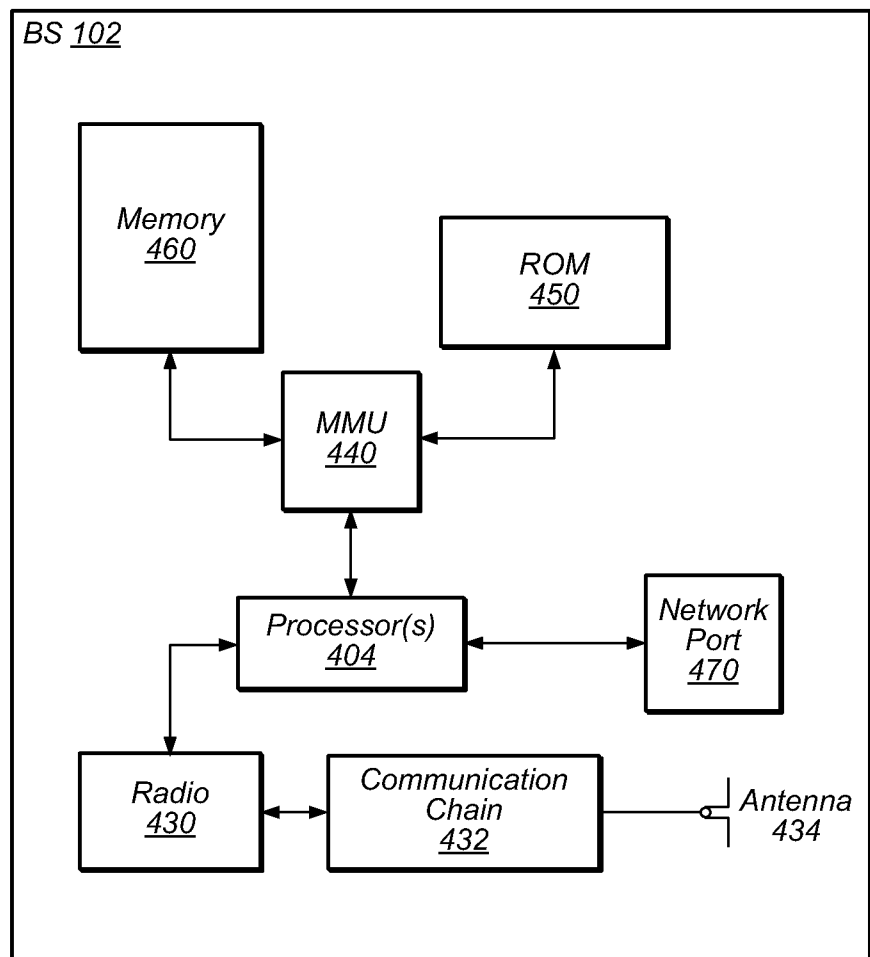 BS 102
Memory
460
ROM
450
MMU
440
Processor(s)
404
Network
Port
470
Radio
430
Communication
Chain
432
Antenna
434